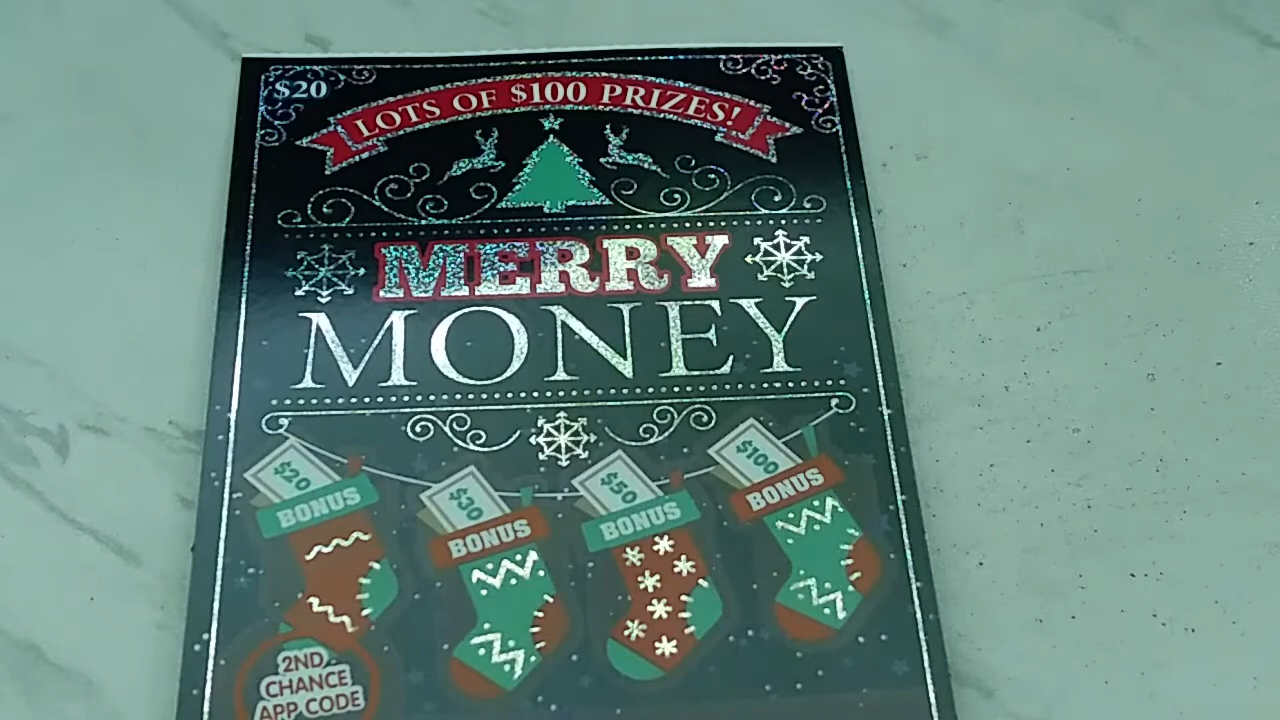 $20
LOTS OF $100 PRIZES!
MERRY
MONEY
$20
BONUS
$30
BONUS
$50
BONUS
$100
BONUS
2ND
CHANCE
APP CODE